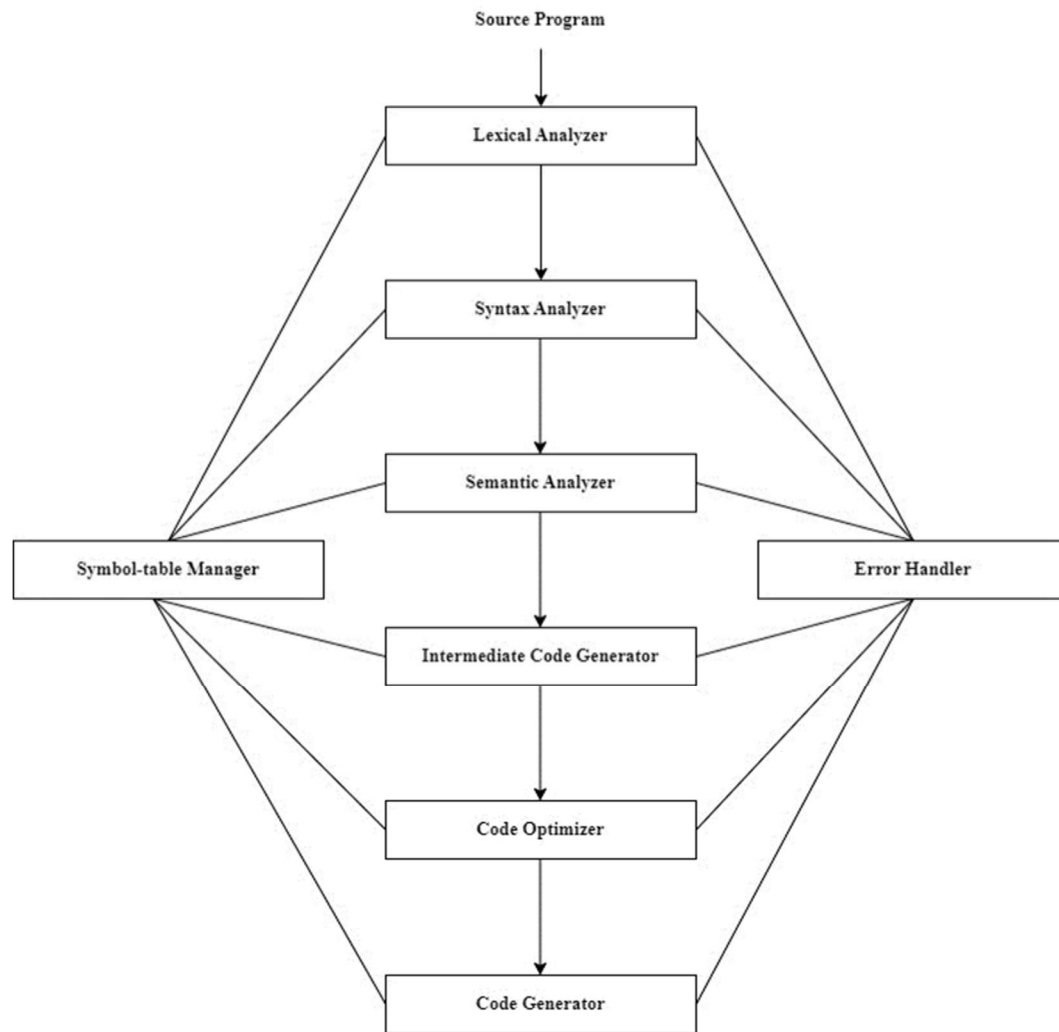 Source Program
Lexical Analyzer
Syntax Analyzer
Semantic Analyzer
Symbol-table Manager
Error Handler
Intermediate Code Generator
Code Optimizer
Code Generator